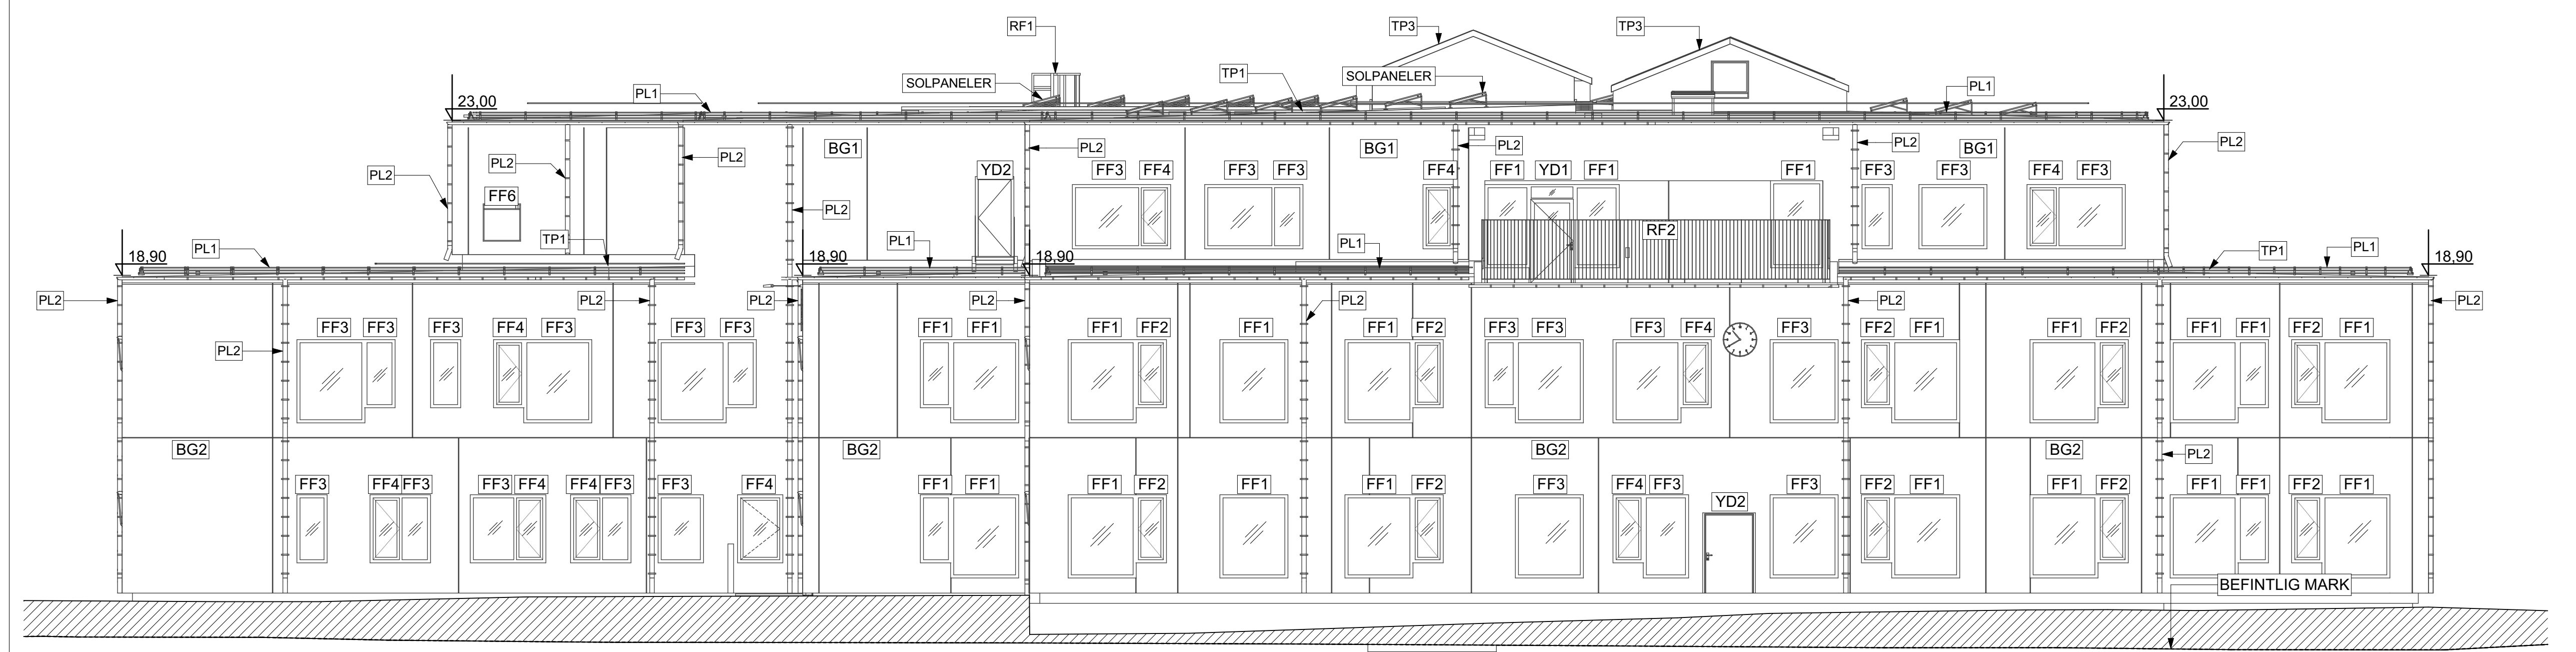 RF1 TP3 TP3
SOLPANELER TP1 SOLPANELER
PL1 PL1
23,00 23,00
BG1 PL2 BG1 PL2 PL2 BG1 PL2
PL2 PL2 PL2
YD2 FF3 FF4 FF3 FF3 FF4 FF1 YD1 FF1 FF1 FF3 FF3 FF4 FF3
FF6
PL2
RF2
TP1 PL1 PL1 PL1 TP1 PL1
18,90 18,90 18,90 18,90
PL2 PL2 PL2 PL2 PL2 PL2 PL2
FF3 FF3 FF3 FF4 FF3 FF3 FF3 FF1 FF1 FF1 FF2 FF1 FF1 FF2 FF3 FF3 FF3 FF4 FF3 FF2 FF1 FF1 FF2 FF1 FF1 FF2 FF1
PL2
BG2 BG2 BG2 BG2 PL2
FF3 FF4 FF3 FF3 FF4 FF4 FF3 FF3 FF4 FF1 FF1 FF1 FF2 FF1 FF1 FF2 FF3 FF4 FF3 FF3 FF2 FF1 FF1 FF2 FF1 FF1 FF2 FF1
YD2
BEFINTLIG MARK